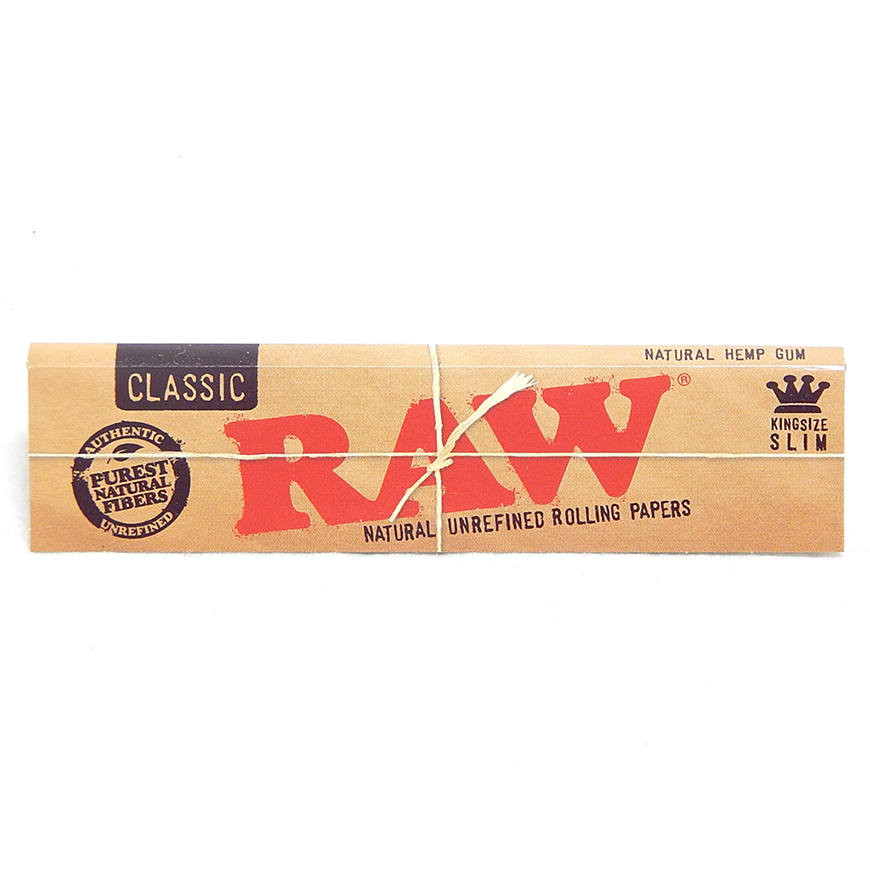 NATURAL HEMP GUM
CLASSIC
RAW®
KINGSIZE
SLIM
AUTHENTIC
PUREST
NATURAL
FIBERS
UNREFINED
NATURAL UNREFINED ROLLING PAPERS